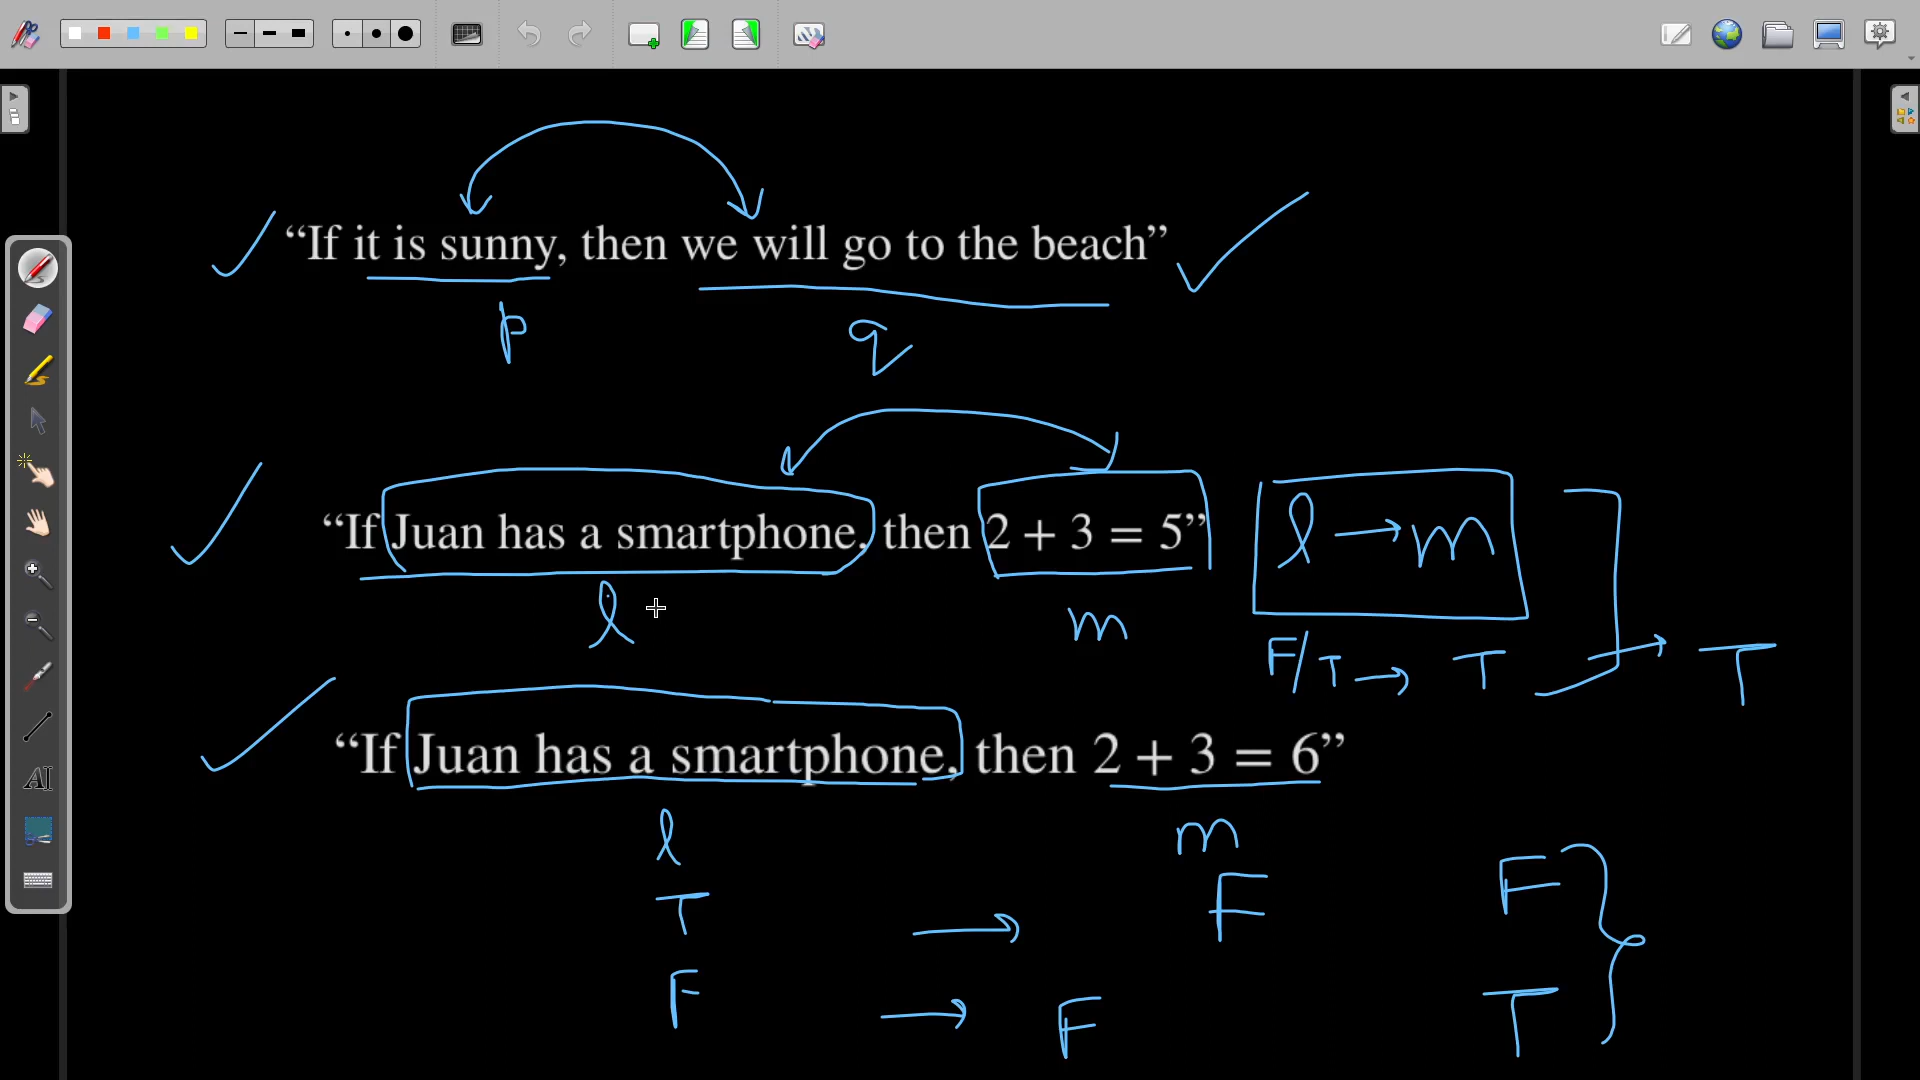 “If it is sunny, then we will go to the beach”
p q
“If Juan has a smartphone, then 2 + 3 = 5” l → m
l m F/T → T → T
“If Juan has a smartphone, then 2 + 3 = 6”
l m
T → F F
F → F T
AI